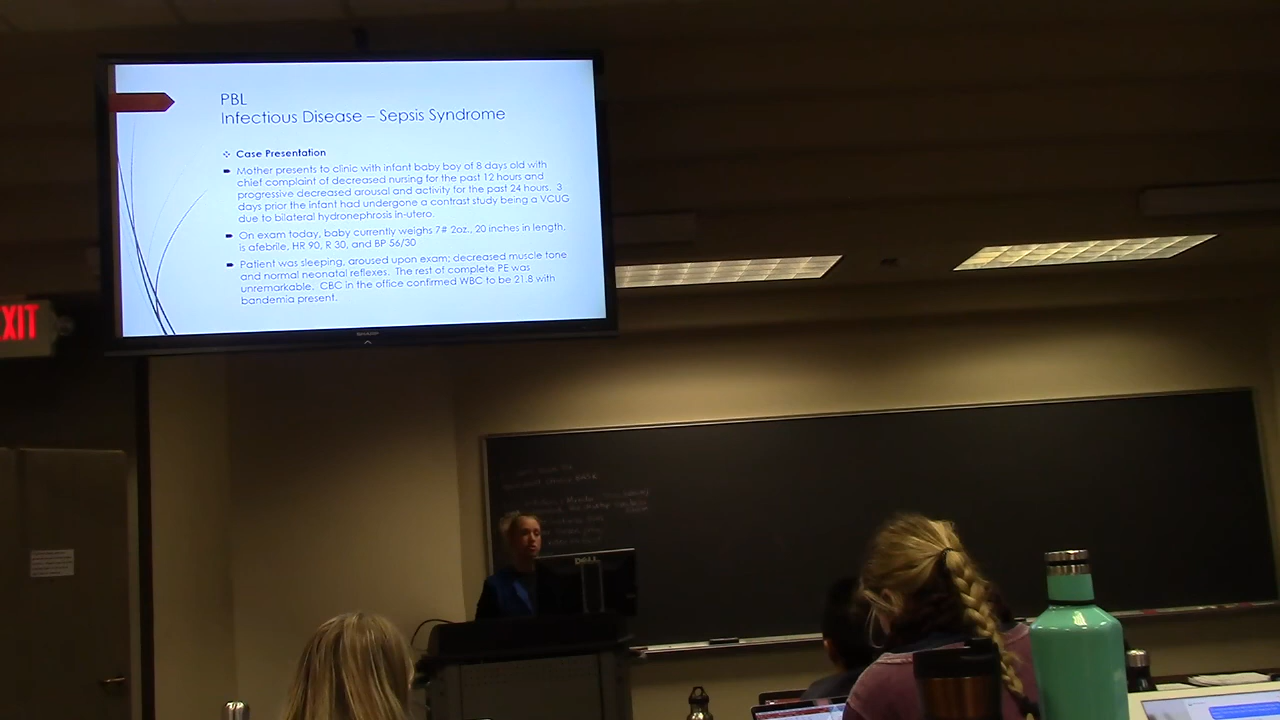 PBL
Infectious Disease – Sepsis Syndrome
Case Presentation
Mother presents to clinic with infant baby boy of 8 days old with
chief complaint of decreased nursing for the past 12 hours and
progressive decreased arousal and activity for the past 24 hours. 3
days prior the infant had undergone a contrast study being a VCUG
due to bilateral hydronephrosis in-utero.
On exam today, baby currently weighs 7# 2oz., 20 inches in length.
is afebrile, HR 90, R 30, and BP 56/30
Patient was sleeping, aroused upon exam; decreased muscle tone
and normal neonatal reflexes. The rest of complete PE was
unremarkable. CBC in the office confirmed WBC to be 21.8 with
bandemia present.
SHARP
XIT
DELL